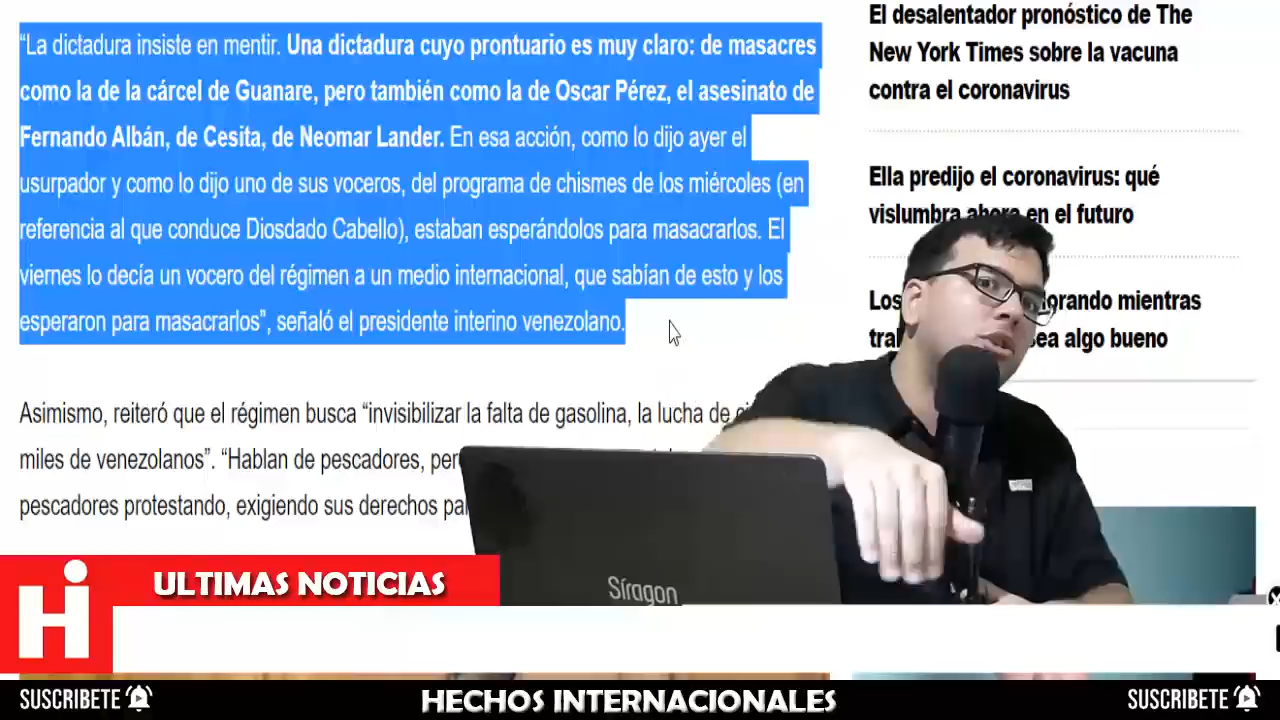 “La dictadura insiste en mentir. Una dictadura cuyo prontuario es muy claro: de masacres
como la de la cárcel de Guanare, pero también como la de Oscar Pérez, el asesinato de
Fernando Albán, de Cesita, de Neomar Lander. En esa acción, como lo dijo ayer el
usurpador y como lo dijo uno de sus voceros, del programa de chismes de los miércoles (en
referencia al que conduce Diosdado Cabello), estaban esperándolos para masacrarlos. El
viernes lo decía un vocero del régimen a un medio internacional, que sabían de esto y los
esperaron para masacrarlos”, señaló el presidente interino venezolano.
Asimismo, reiteró que el régimen busca “invisibilizar la falta de gasolina, la lucha de
miles de venezolanos”. “Hablan de pescadores,
pescadores protestando, exigiendo sus derechos
El desalentador pronóstico de The
New York Times sobre la vacuna
contra el coronavirus
Ella predijo el coronavirus: qué
vislumbra ahora en el futuro
Los mientras
algo bueno
Síragon
Hi
ULTIMAS NOTICIAS
SUSCRIBETE
HECHOS INTERNACIONALES
SUSCRIBETE